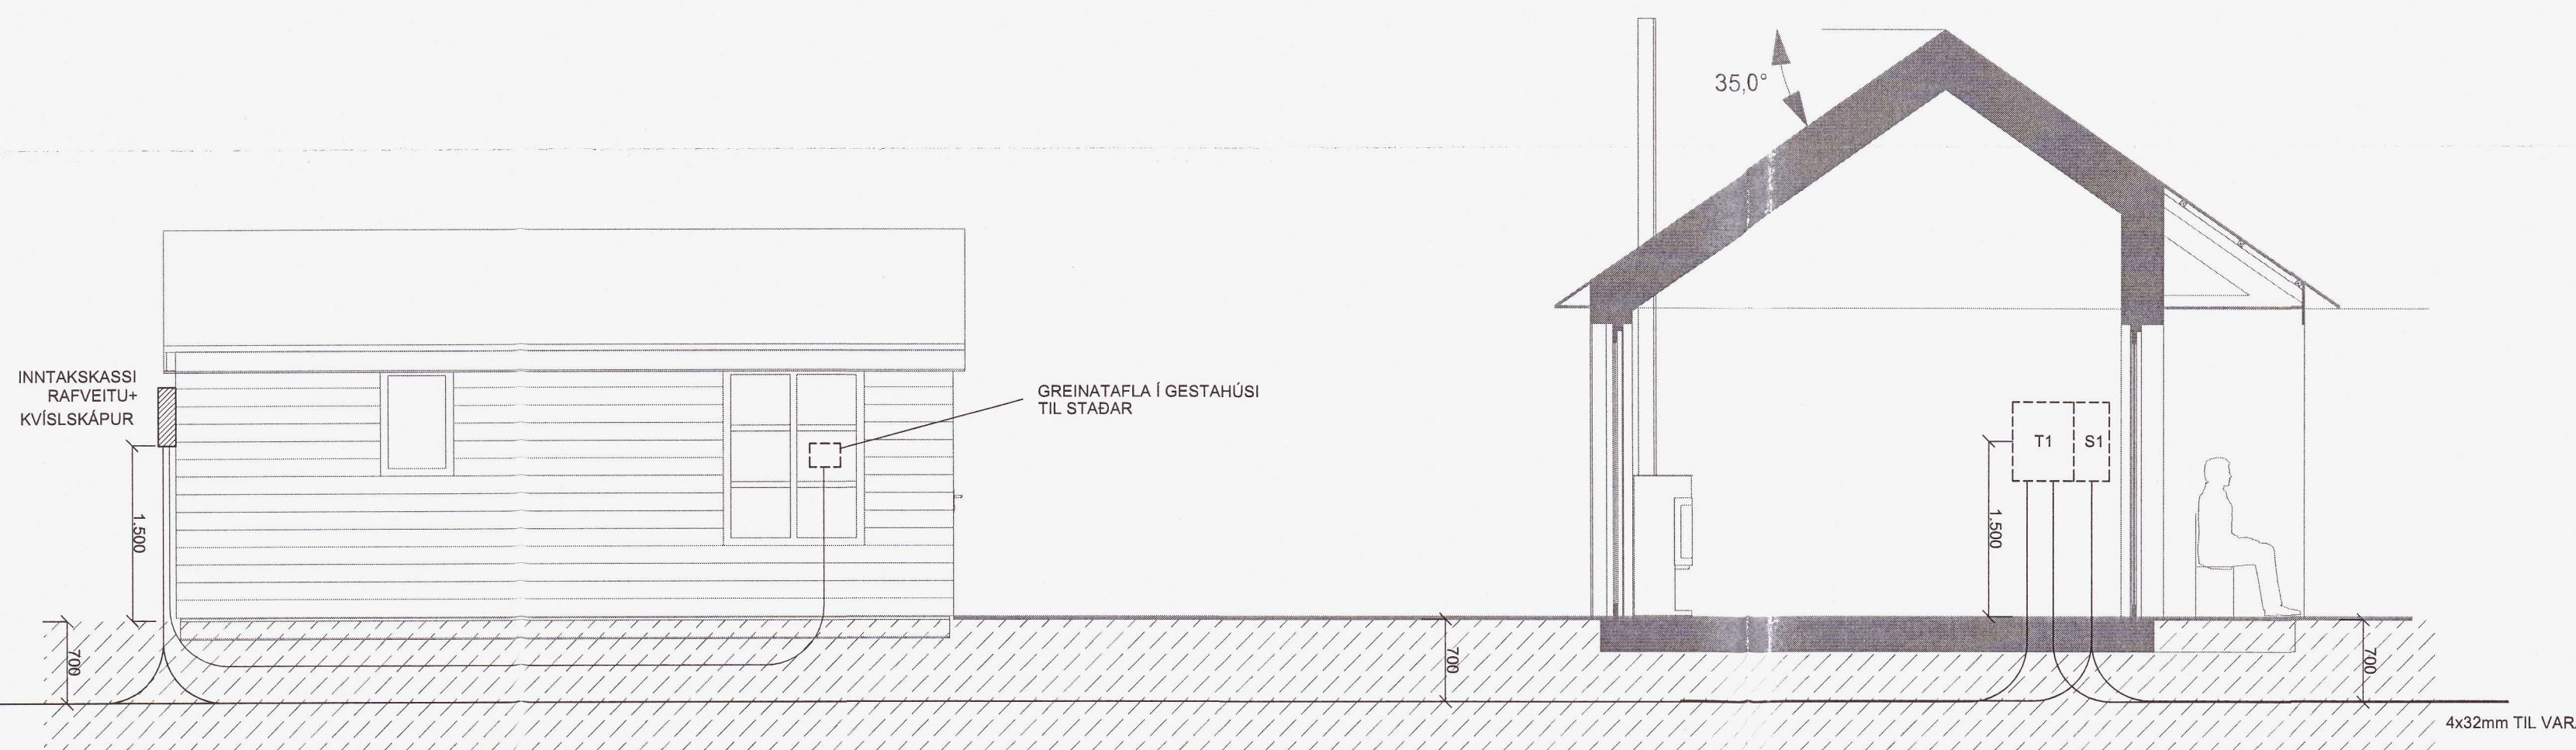 35,0°
INNTAKSKASSI
RAFVEITU+
KVÍSLSKÁPUR
GREINATAFLA Í GESTAHÚSI
TIL STAÐAR
T1 S1
1.500
1.500
700
700
700
4x32mm TIL VAR